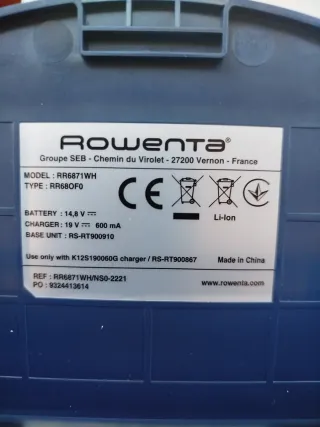 Rowenta®
Groupe SEB - Chemin du Virolet - 27200 Vernon - France
MODEL : RR6871WH
TYPE : RR68OF0
CE
BATTERY : 14,8 V
CHARGER : 19 V 600 mA
BASE UNIT : RS-RT900910
Li-Ion
Use only with K12S190060G charger / RS-RT900867
Made in China
REF : RR6871WH/NS0-2221
PO : 9324413614
www.rowenta.com